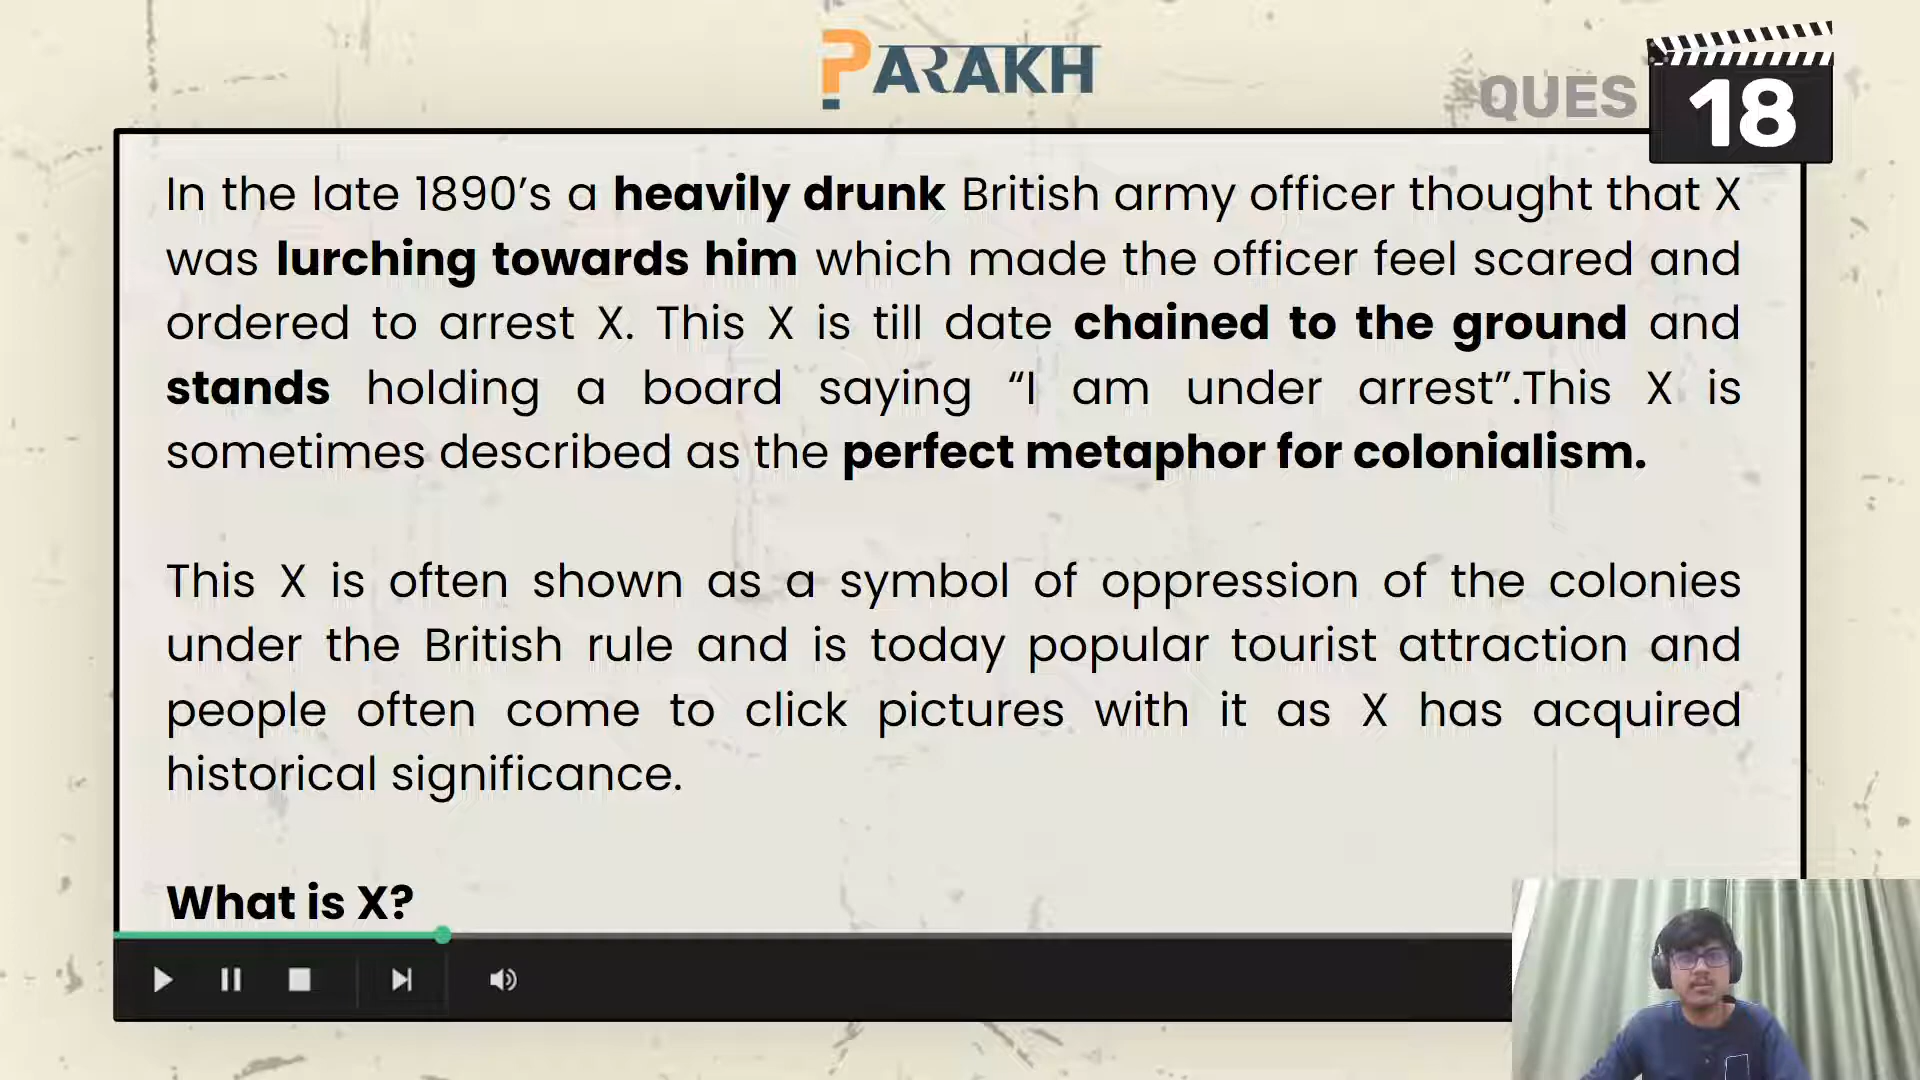 ?ARAKH
QUES
18
In the late 1890’s a heavily drunk British army officer thought that X
was lurching towards him which made the officer feel scared and
ordered to arrest X. This X is till date chained to the ground and
stands holding a board saying “I am under arrest”.This X is
sometimes described as the perfect metaphor for colonialism.
This X is often shown as a symbol of oppression of the colonies
under the British rule and is today popular tourist attraction and
people often come to click pictures with it as X has acquired
historical significance.
What is X?